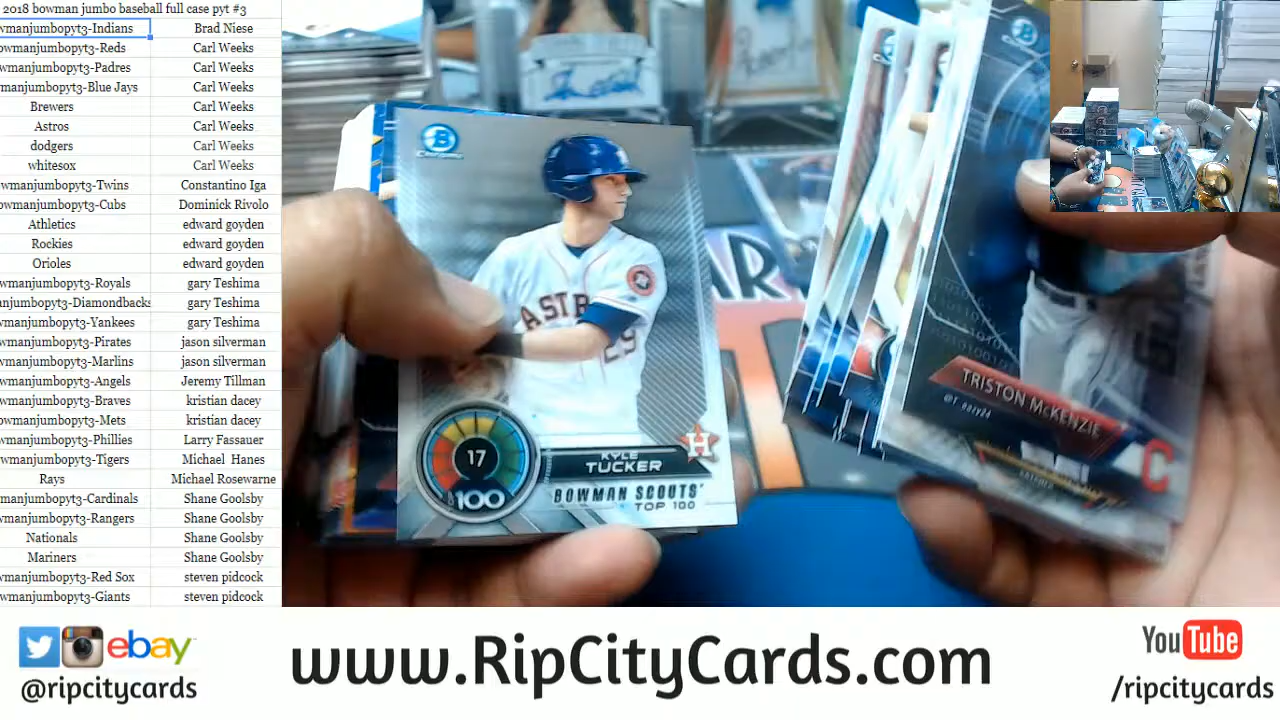 2018 bowman jumbo baseball full case pyt #3
wmanjumbopyt3-Indians Brad Niese
owmanjumbopyt3-Reds Carl Weeks
wmanjumbopyt3-Padres Carl Weeks
manjumbopyt3-Blue Jays Carl Weeks
Brewers Carl Weeks
Astros Carl Weeks
dodgers Carl Weeks
whitesox Carl Weeks
owmanjumbopyt3-Twins Constantino Iga
owmanjumbopyt3-Cubs Dominick Rivolo
Athletics edward goyden
Rockies edward goyden
Orioles edward goyden
wmanjumbopyt3-Royals gary Teshima
anjumbopyt3-Diamondbacks gary Teshima
manjumbopyt3-Yankees gary Teshima
wmanjumbopyt3-Pirates jason silverman
wmanjumbopyt3-Marlins jason silverman
wmanjumbopyt3-Angels Jeremy Tillman
wmanjumbopyt3-Braves kristian dacey
owmanjumbopyt3-Mets kristian dacey
wmanjumbopyt3-Phillies Larry Fassauer
wmanjumbopyt3-Tigers Michael Hanes
Rays Michael Rosewarne
manjumbopyt3-Cardinals Shane Goolsby
manjumbopyt3-Rangers Shane Goolsby
Nationals Shane Goolsby
Mariners Shane Goolsby
manjumbopyt3-Red Sox steven pidcock
wmanjumbopyt3-Giants steven pidcock
B
Chrome
ASTR
29
17
100
H
KYLE
TUCKER
BOWMAN SCOUTS'
TOP 100
TRISTON McKENZIE
C
ebay
@ripcitycards
www.RipCityCards.com
YouTube
/ripcitycards